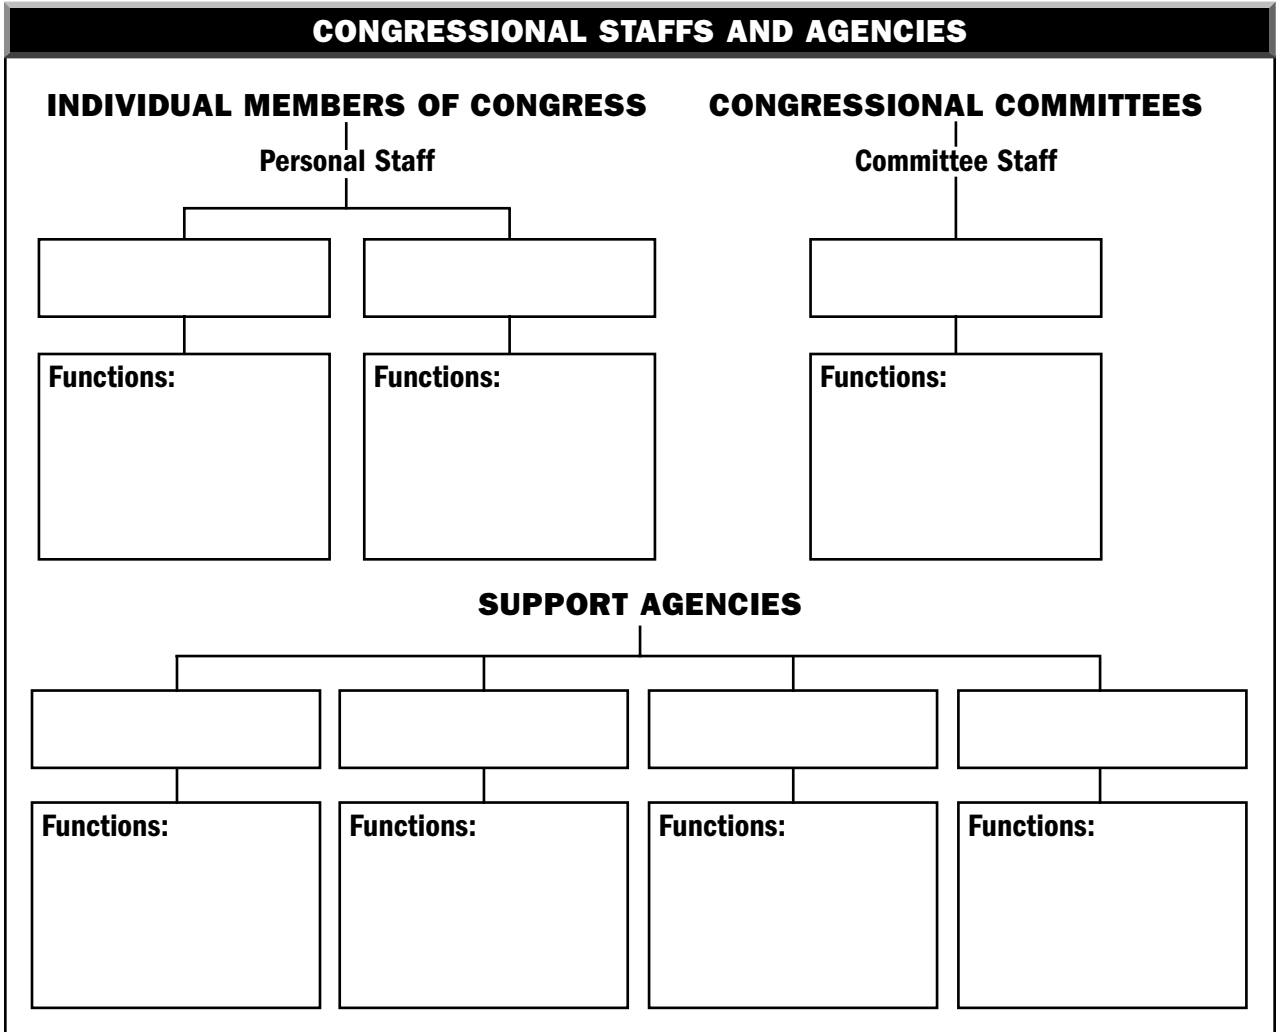 CONGRESSIONAL STAFFS AND AGENCIES
INDIVIDUAL MEMBERS OF CONGRESS
Personal Staff
Functions:
Functions:
CONGRESSIONAL COMMITTEES
Committee Staff
Functions:
SUPPORT AGENCIES
Functions:
Functions:
Functions:
Functions: